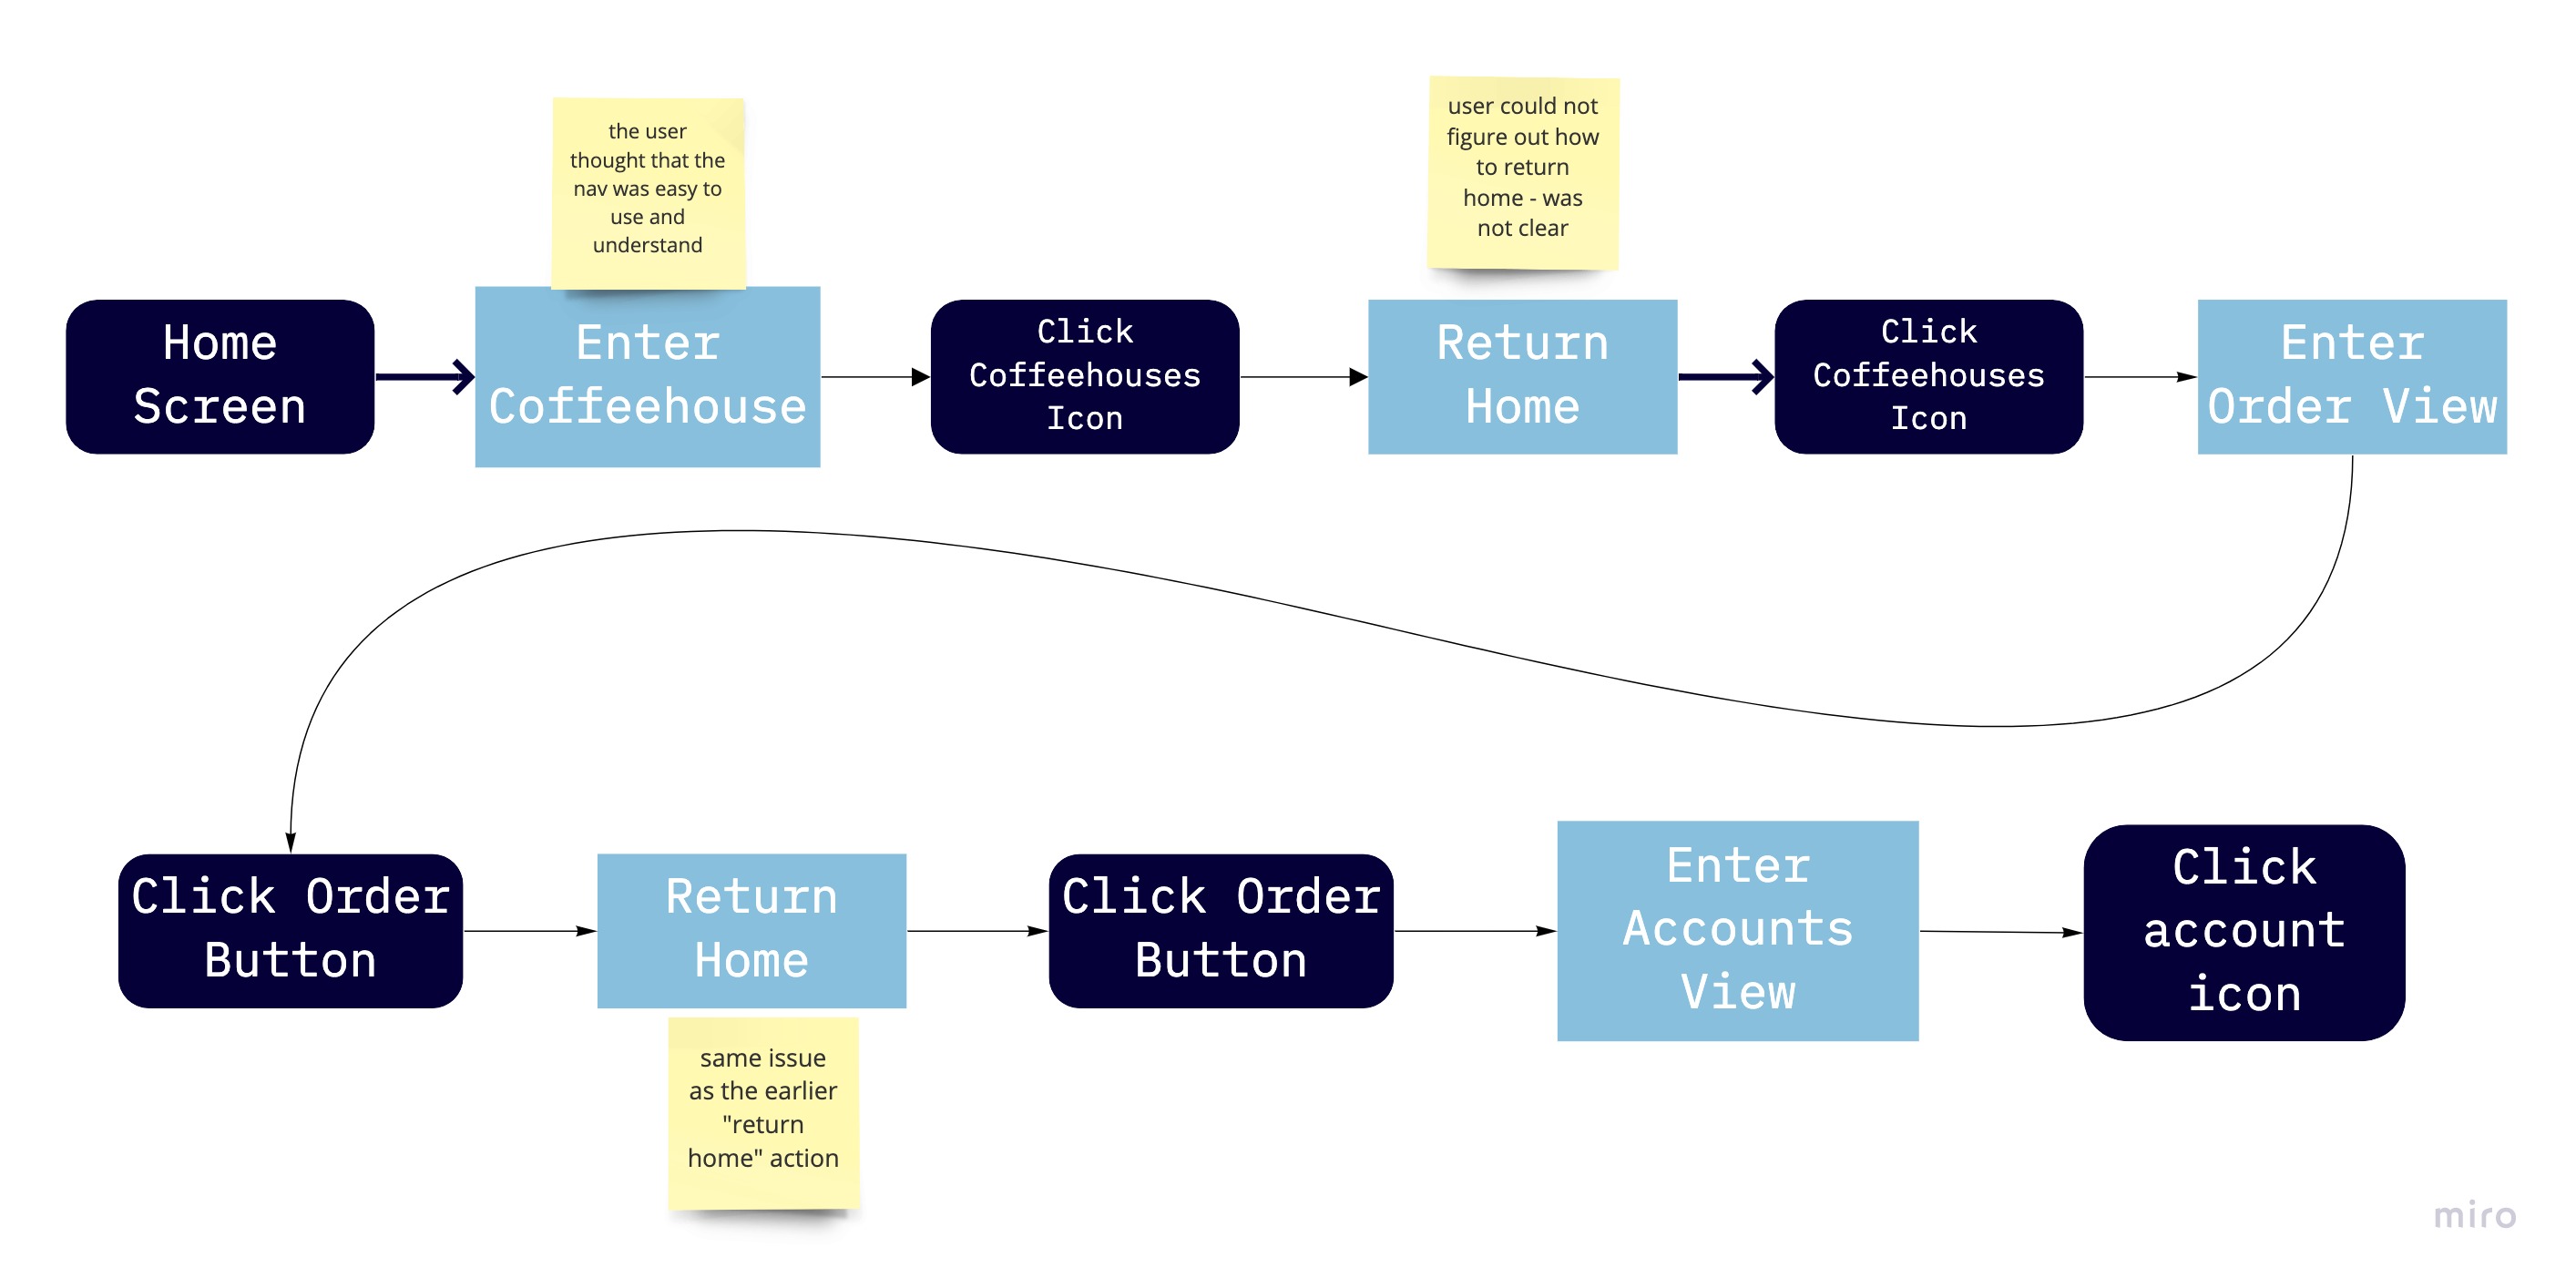 the user
thought that the
nav was easy to
use and
understand
user could not
figure out how
to return
home - was
not clear
Home
Screen
Enter
Coffeehouse
Click
Coffeehouses
Icon
Return
Home
Click
Coffeehouses
Icon
Enter
Order View
Click Order
Button
Return
Home
Click Order
Button
Enter
Accounts
View
Click
account
icon
same issue
as the earlier
"return
home" action
miro